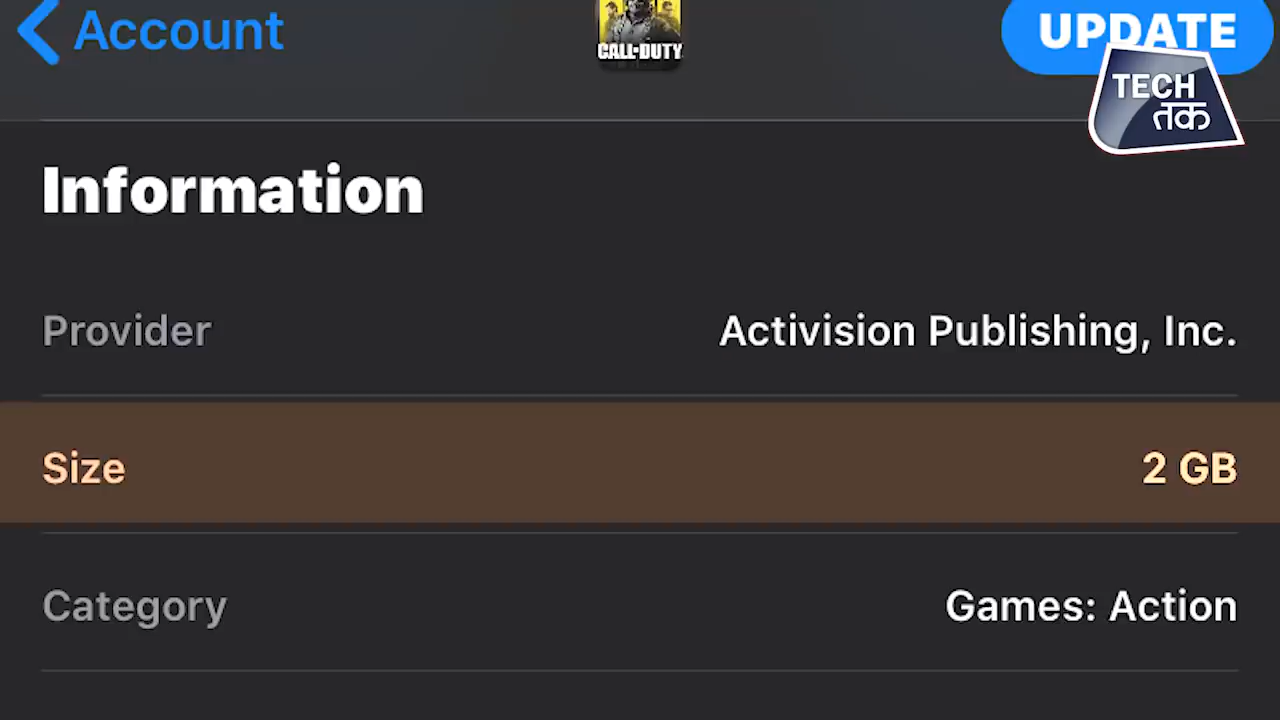 Account
CALL·DUTY
UPDATE
TECH
तक
Information
Provider
Activision Publishing, Inc.
Size
2 GB
Category
Games: Action